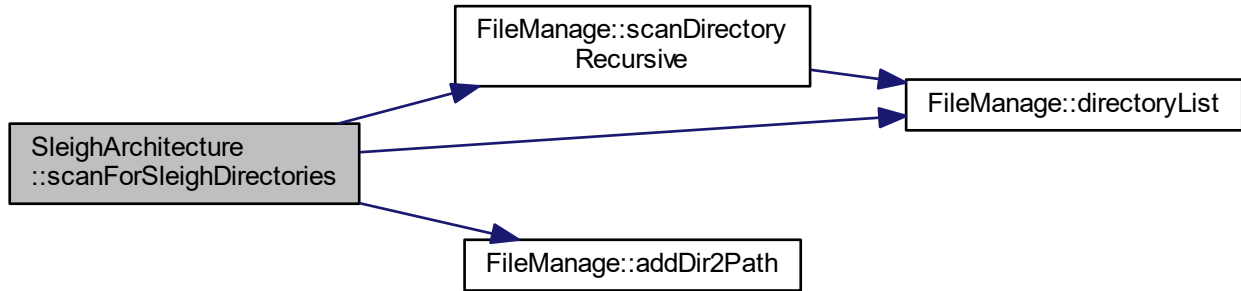 FileManage::scanDirectory
Recursive
FileManage::directoryList
SleighArchitecture
::scanForSleighDirectories
FileManage::addDir2Path